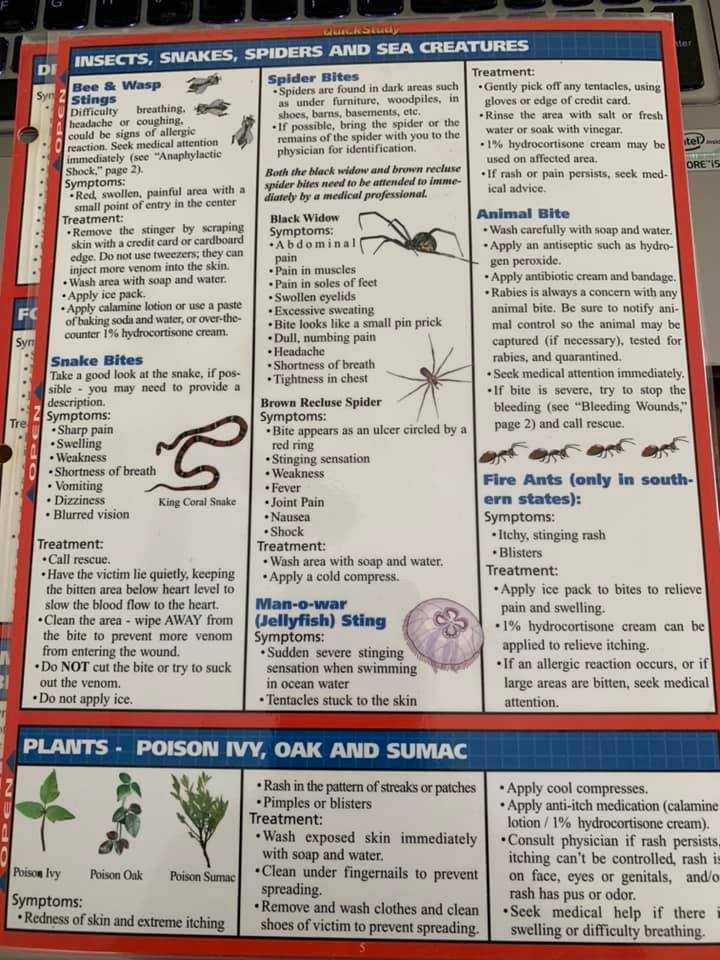 QuickStudy
INSECTS, SNAKES, SPIDERS AND SEA CREATURES
Bee & Wasp
Stings
Difficulty breathing,
headache or coughing,
could be signs of allergic
reaction. Seek medical attention
immediately (see “Anaphylactic
Shock,” page 2).
Symptoms:
• Red, swollen, painful area with a
small point of entry in the center
Treatment:
• Remove the stinger by scraping
skin with a credit card or cardboard
edge. Do not use tweezers; they can
inject more venom into the skin.
• Wash area with soap and water.
• Apply ice pack.
• Apply calamine lotion or use a paste
of baking soda and water, or over-the-
counter 1% hydrocortisone cream.
Snake Bites
Take a good look at the snake, if pos-
sible - you may need to provide a
description.
Symptoms:
• Sharp pain
• Swelling
• Weakness
• Shortness of breath
• Vomiting
• Dizziness
• Blurred vision
King Coral Snake
Treatment:
• Call rescue.
• Have the victim lie quietly, keeping
the bitten area below heart level to
slow the blood flow to the heart.
• Clean the area - wipe AWAY from
the bite to prevent more venom
from entering the wound.
• Do NOT cut the bite or try to suck
out the venom.
• Do not apply ice.
Spider Bites
• Spiders are found in dark areas such
as under furniture, woodpiles, in
shoes, barns, basements, etc.
• If possible, bring the spider or the
remains of the spider with you to the
physician for identification.
Both the black widow and brown recluse
spider bites need to be attended to imme-
diately by a medical professional.
Black Widow
Symptoms:
• Abdominal
pain
• Pain in muscles
• Pain in soles of feet
• Swollen eyelids
• Excessive sweating
• Bite looks like a small pin prick
• Dull, numbing pain
• Headache
• Shortness of breath
• Tightness in chest
Brown Recluse Spider
Symptoms:
• Bite appears as an ulcer circled by a
red ring
• Stinging sensation
• Weakness
• Fever
• Joint Pain
• Nausea
• Shock
Treatment:
• Wash area with soap and water.
• Apply a cold compress.
Man-o-war
(Jellyfish) Sting
Symptoms:
• Sudden severe stinging
sensation when swimming
in ocean water
• Tentacles stuck to the skin
Treatment:
• Gently pick off any tentacles, using
gloves or edge of credit card.
• Rinse the area with salt or fresh
water or soak with vinegar.
• 1% hydrocortisone cream may be
used on affected area.
• If rash or pain persists, seek med-
ical advice.
Animal Bite
• Wash carefully with soap and water.
• Apply an antiseptic such as hydro-
gen peroxide.
• Apply antibiotic cream and bandage.
• Rabies is always a concern with any
animal bite. Be sure to notify ani-
mal control so the animal may be
captured (if necessary), tested for
rabies, and quarantined.
• Seek medical attention immediately.
• If bite is severe, try to stop the
bleeding (see “Bleeding Wounds,”
page 2) and call rescue.
Fire Ants (only in south-
ern states):
Symptoms:
• Itchy, stinging rash
• Blisters
Treatment:
• Apply ice pack to bites to relieve
pain and swelling.
• 1% hydrocortisone cream can be
applied to relieve itching.
• If an allergic reaction occurs, or if
large areas are bitten, seek medical
attention.
PLANTS - POISON IVY, OAK AND SUMAC
Poison Ivy
Poison Oak
Poison Sumac
Symptoms:
• Redness of skin and extreme itching
• Rash in the pattern of streaks or patches
• Pimples or blisters
Treatment:
• Wash exposed skin immediately
with soap and water.
• Clean under fingernails to prevent
spreading.
• Remove and wash clothes and clean
shoes of victim to prevent spreading.
• Apply cool compresses.
• Apply anti-itch medication (calamine
lotion / 1% hydrocortisone cream).
• Consult physician if rash persists,
itching can't be controlled, rash is
on face, eyes or genitals, and/o
rash has pus or odor.
• Seek medical help if there i
swelling or difficulty breathing.
5
OPEN
OPEN
OPEN